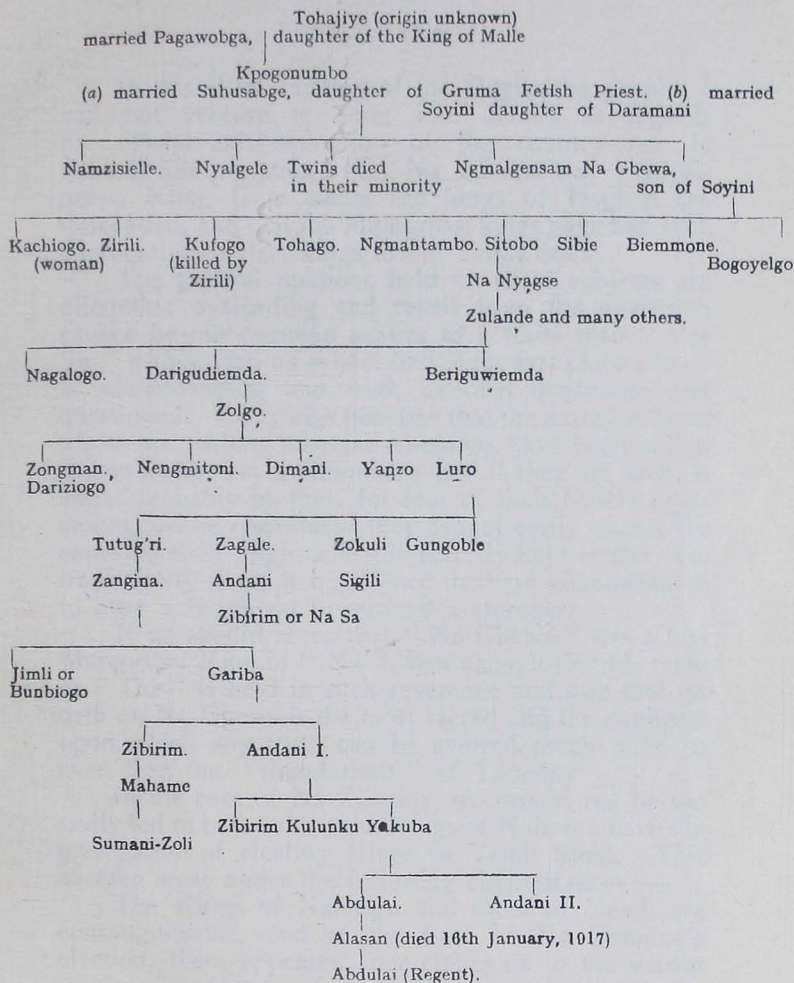 Tohajiye (origin unknown)
married Pagawobga, daughter of the King of Malle
Kpogonumbo
(a) married Suhusabge, daughter of Gruma Fetish Priest. (b) married
Soyini daughter of Daramani
Namzisielle. Nyalgele Twins died Ngmalgensam Na Gbewa,
in their minority son of Soyini
Kachiogo. Zirili. Kufogo Tohago. Ngmantambo. Sitobo Sibie Biemmone.
(woman) (killed by Bogoyelgo
Zirili)
Na Nyagse
Zulande and many others.
Nagalogo. Darigudiemda. Beriguwiemda
Zolgo.
Zongman. Nengmitoni. Dimani. Yanzo Luro
Dariziogo
Tutug'ri. Zagale. Zokuli Gungoble
Zangina. Andani Sigili
Zibirim or Na Sa
Jimli or Gariba
Bunbiogo
Zibirim. Andani I.
Mahame
Zibirim Kulunku Yakuba
Sumani-Zoli
Abdulai. Andani II.
Alasan (died 16th January, 1017)
Abdulai (Regent).